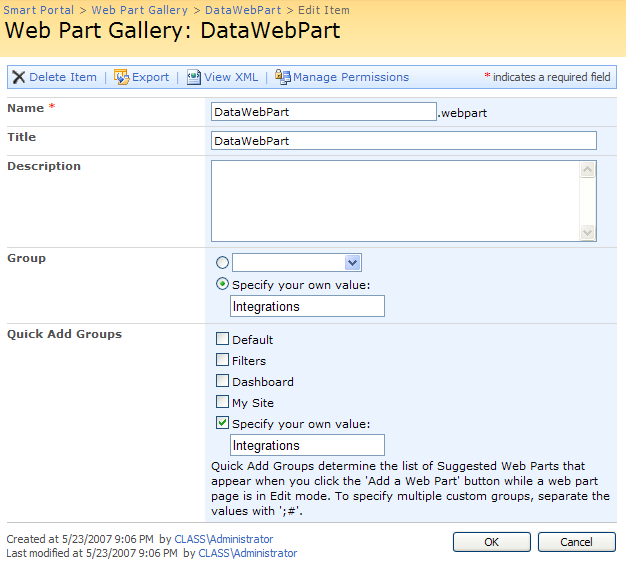 Smart Portal > Web Part Gallery > DataWebPart > Edit Item
Web Part Gallery: DataWebPart
Delete Item | Export | View XML | Manage Permissions * indicates a required field
Name * DataWebPart .webpart
Title DataWebPart
Description
Group
Specify your own value:
Integrations
Quick Add Groups
Default
Filters
Dashboard
My Site
Specify your own value:
Integrations
Quick Add Groups determine the list of Suggested Web Parts that
appear when you click the 'Add a Web Part' button while a web part
page is in Edit mode. To specify multiple custom groups, separate the
values with ';#'.
Created at 5/23/2007 9:06 PM by CLASS\Administrator
Last modified at 5/23/2007 9:06 PM by CLASS\Administrator
OK Cancel